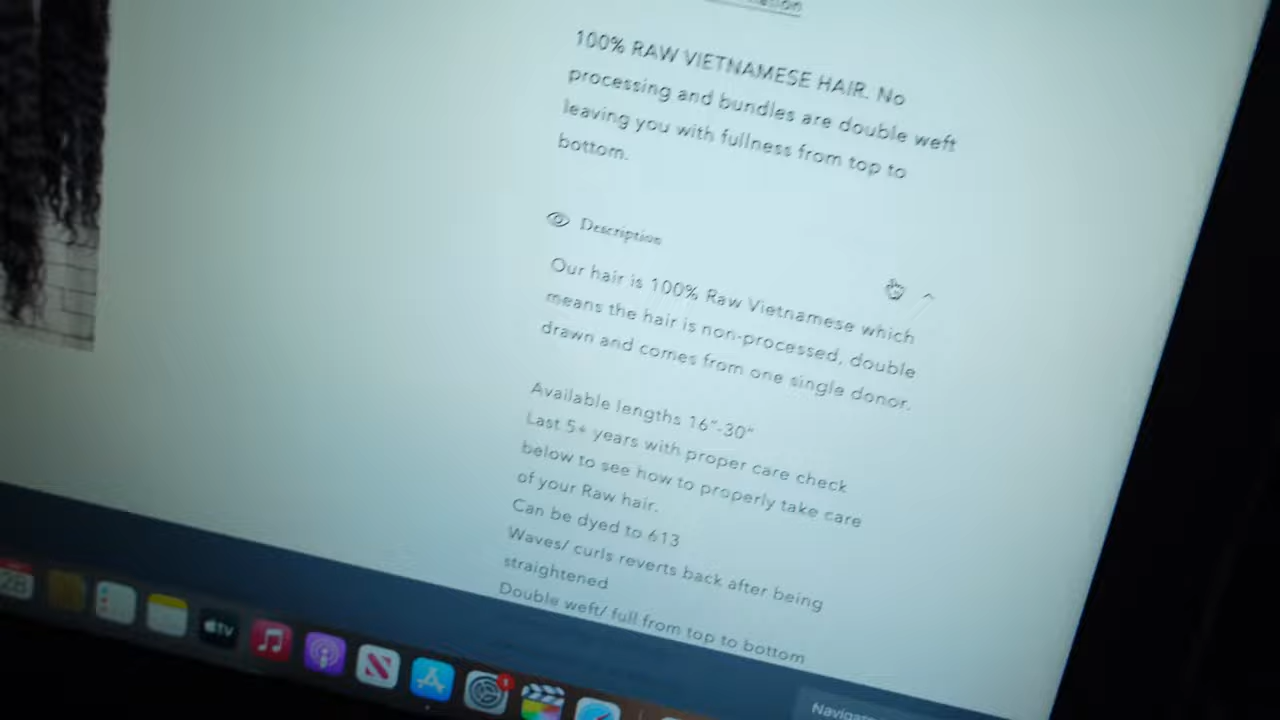 100% RAW VIETNAMESE HAIR. No
processing and bundles are double weft
leaving you with fullness from top to
bottom.
Description
Our hair is 100% Raw Vietnamese which
means the hair is non-processed, double
drawn and comes from one single donor.
Available lengths 16"-30"
Last 5+ years with proper care check
below to see how to properly take care
of your Raw hair.
Can be dyed to 613
Waves/ curls reverts back after being
straightened
Double weft/ full from top to bottom
28
tv
1